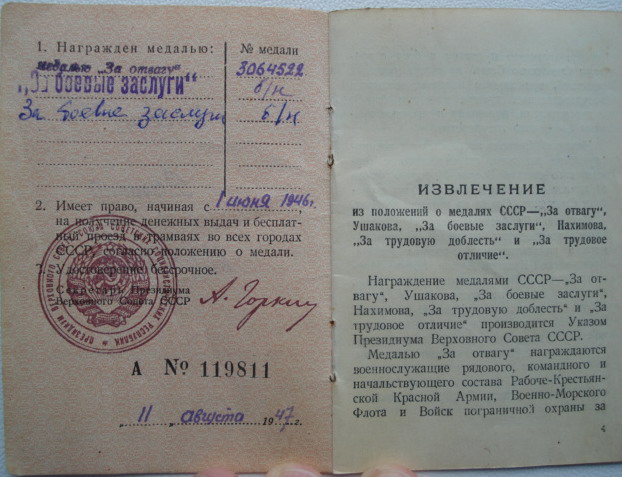 1. Награжден медалью:
№ медали
медалью „За отвагу“
3064522
„За боевые заслуги“
б/н
За боевые заслуги
б/н
2. Имеет право, начиная с 1 июня 1946г.
на получение денежных выдач и бесплат-
ный проезд в трамваях во всех городах
СССР, согласно положению о медали.
Удостоверение бессрочное.
Секретарь Президиума
Верховного Совета СССР
А. Горкин
А № 119811
„ 11 „ августа 1947 г.
ИЗВЛЕЧЕНИЕ
из положений о медалях СССР—„За отвагу“,
Ушакова, „За боевые заслуги“, Нахимова,
„За трудовую доблесть“ и „За трудовое
отличие“.
Награждение медалями СССР—„За от-
вагу“, Ушакова, „За боевые заслуги“,
Нахимова, „За трудовую доблесть“ и „За
трудовое отличие“ производится Указом
Президиума Верховного Совета СССР.
Медалью „За отвагу“ награждаются
военнослужащие рядового, командного и
начальствующего состава Рабоче-Крестьян-
ской Красной Армии, Военно-Морского
Флота и Войск пограничной охраны за
4